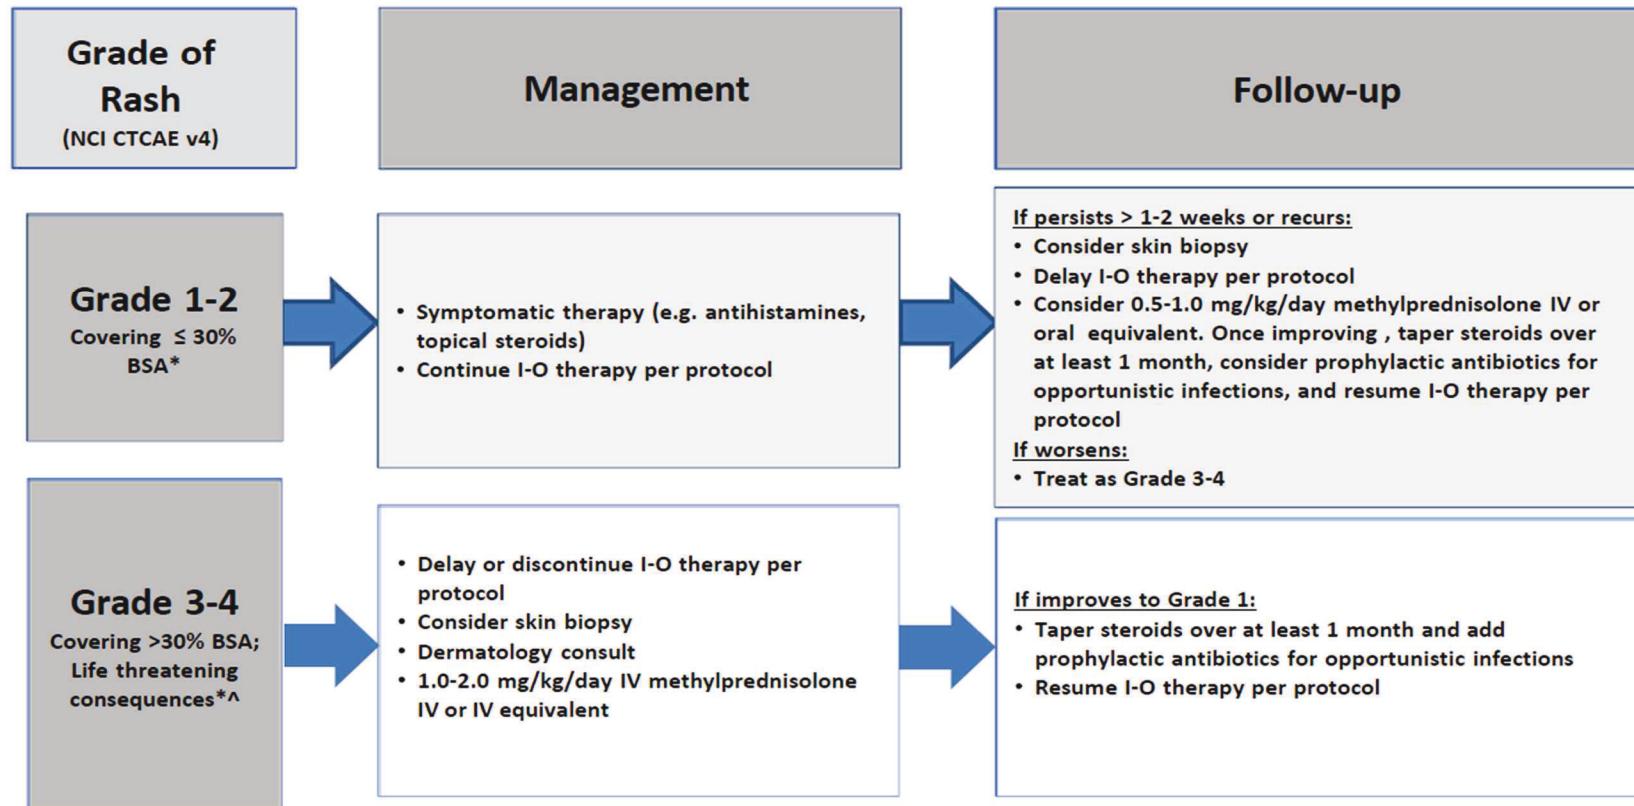 Grade of
Rash
(NCI CTCAE v4)
Management
Follow-up
Grade 1-2
Covering ≤ 30%
BSA*
• Symptomatic therapy (e.g. antihistamines,
topical steroids)
• Continue I-O therapy per protocol
If persists > 1-2 weeks or recurs:
• Consider skin biopsy
• Delay I-O therapy per protocol
• Consider 0.5-1.0 mg/kg/day methylprednisolone IV or
oral equivalent. Once improving , taper steroids over
at least 1 month, consider prophylactic antibiotics for
opportunistic infections, and resume I-O therapy per
protocol
If worsens:
• Treat as Grade 3-4
Grade 3-4
Covering >30% BSA;
Life threatening
consequences*^
• Delay or discontinue I-O therapy per
protocol
• Consider skin biopsy
• Dermatology consult
• 1.0-2.0 mg/kg/day IV methylprednisolone
IV or IV equivalent
If improves to Grade 1:
• Taper steroids over at least 1 month and add
prophylactic antibiotics for opportunistic infections
• Resume I-O therapy per protocol